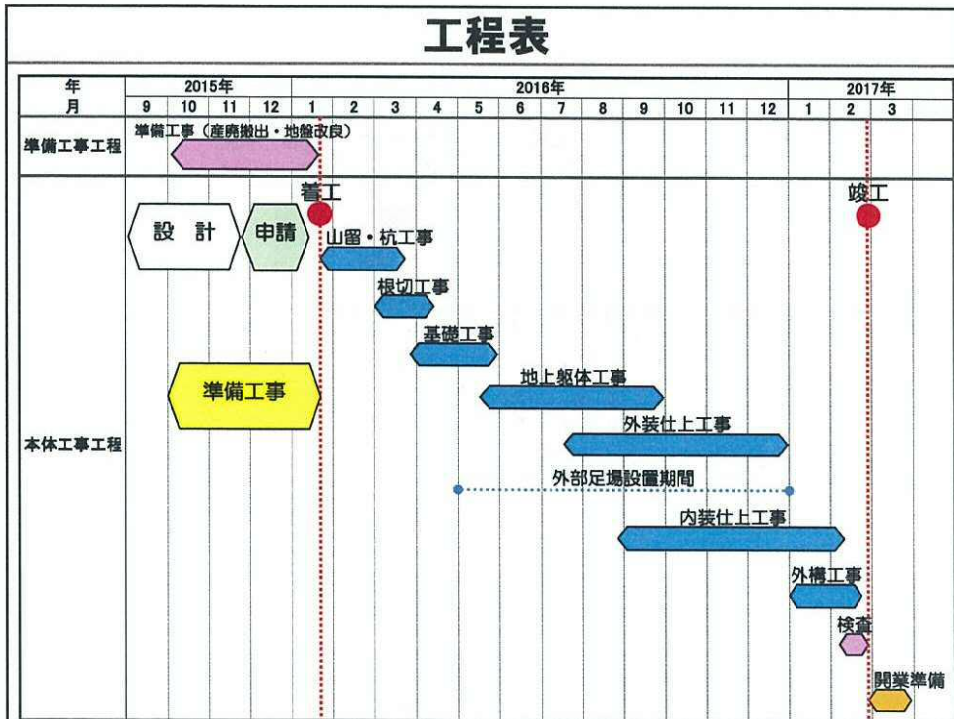 工程表
年 2015年 2016年 2017年
月 9 10 11 12 1 2 3 4 5 6 7 8 9 10 11 12 1 2 3
準備工事工程 準備工事（産廃搬出・地盤改良）
着工 竣工
設 計 申請
山留・杭工事
根切工事
基礎工事
準備工事 地上躯体工事
外装仕上工事
本体工事工程
外部足場設置期間
内装仕上工事
外構工事
検査
開業準備